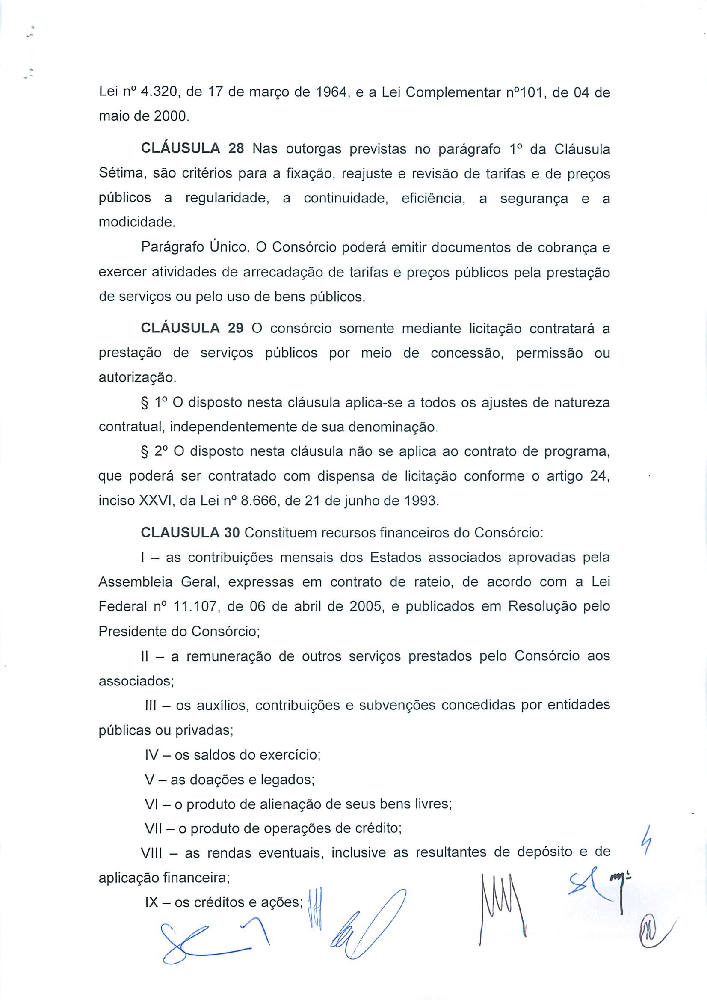 Lei nº 4.320, de 17 de março de 1964, e a Lei Complementar nº101, de 04 de
maio de 2000.
CLÁUSULA 28 Nas outorgas previstas no parágrafo 1º da Cláusula
Sétima, são critérios para a fixação, reajuste e revisão de tarifas e de preços
públicos a regularidade, a continuidade, eficiência, a segurança e a
modicidade.
Parágrafo Único. O Consórcio poderá emitir documentos de cobrança e
exercer atividades de arrecadação de tarifas e preços públicos pela prestação
de serviços ou pelo uso de bens públicos.
CLÁUSULA 29 O consórcio somente mediante licitação contratará a
prestação de serviços públicos por meio de concessão, permissão ou
autorização.
§ 1º O disposto nesta cláusula aplica-se a todos os ajustes de natureza
contratual, independentemente de sua denominação.
§ 2º O disposto nesta cláusula não se aplica ao contrato de programa,
que poderá ser contratado com dispensa de licitação conforme o artigo 24,
inciso XXVI, da Lei nº 8.666, de 21 de junho de 1993.
CLAUSULA 30 Constituem recursos financeiros do Consórcio:
I – as contribuições mensais dos Estados associados aprovadas pela
Assembleia Geral, expressas em contrato de rateio, de acordo com a Lei
Federal nº 11.107, de 06 de abril de 2005, e publicados em Resolução pelo
Presidente do Consórcio;
II – a remuneração de outros serviços prestados pelo Consórcio aos
associados;
III – os auxílios, contribuições e subvenções concedidas por entidades
públicas ou privadas;
IV – os saldos do exercício;
V – as doações e legados;
VI – o produto de alienação de seus bens livres;
VII – o produto de operações de crédito;
VIII – as rendas eventuais, inclusive as resultantes de depósito e de
aplicação financeira;
IX – os créditos e ações;